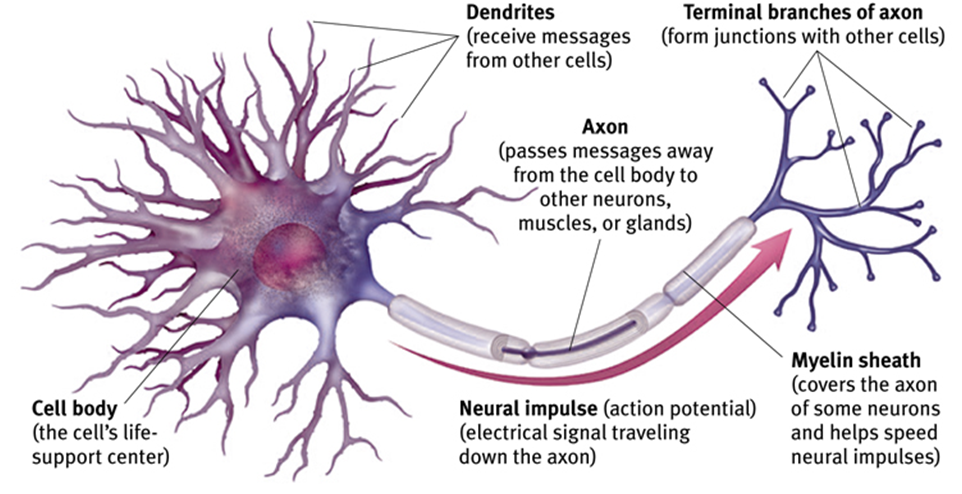 Dendrites
(receive messages
from other cells)
Terminal branches of axon
(form junctions with other cells)
Axon
(passes messages away
from the cell body to
other neurons,
muscles, or glands)
Myelin sheath
(covers the axon
of some neurons
and helps speed
neural impulses)
Cell body
(the cell’s life-
support center)
Neural impulse (action potential)
(electrical signal traveling
down the axon)